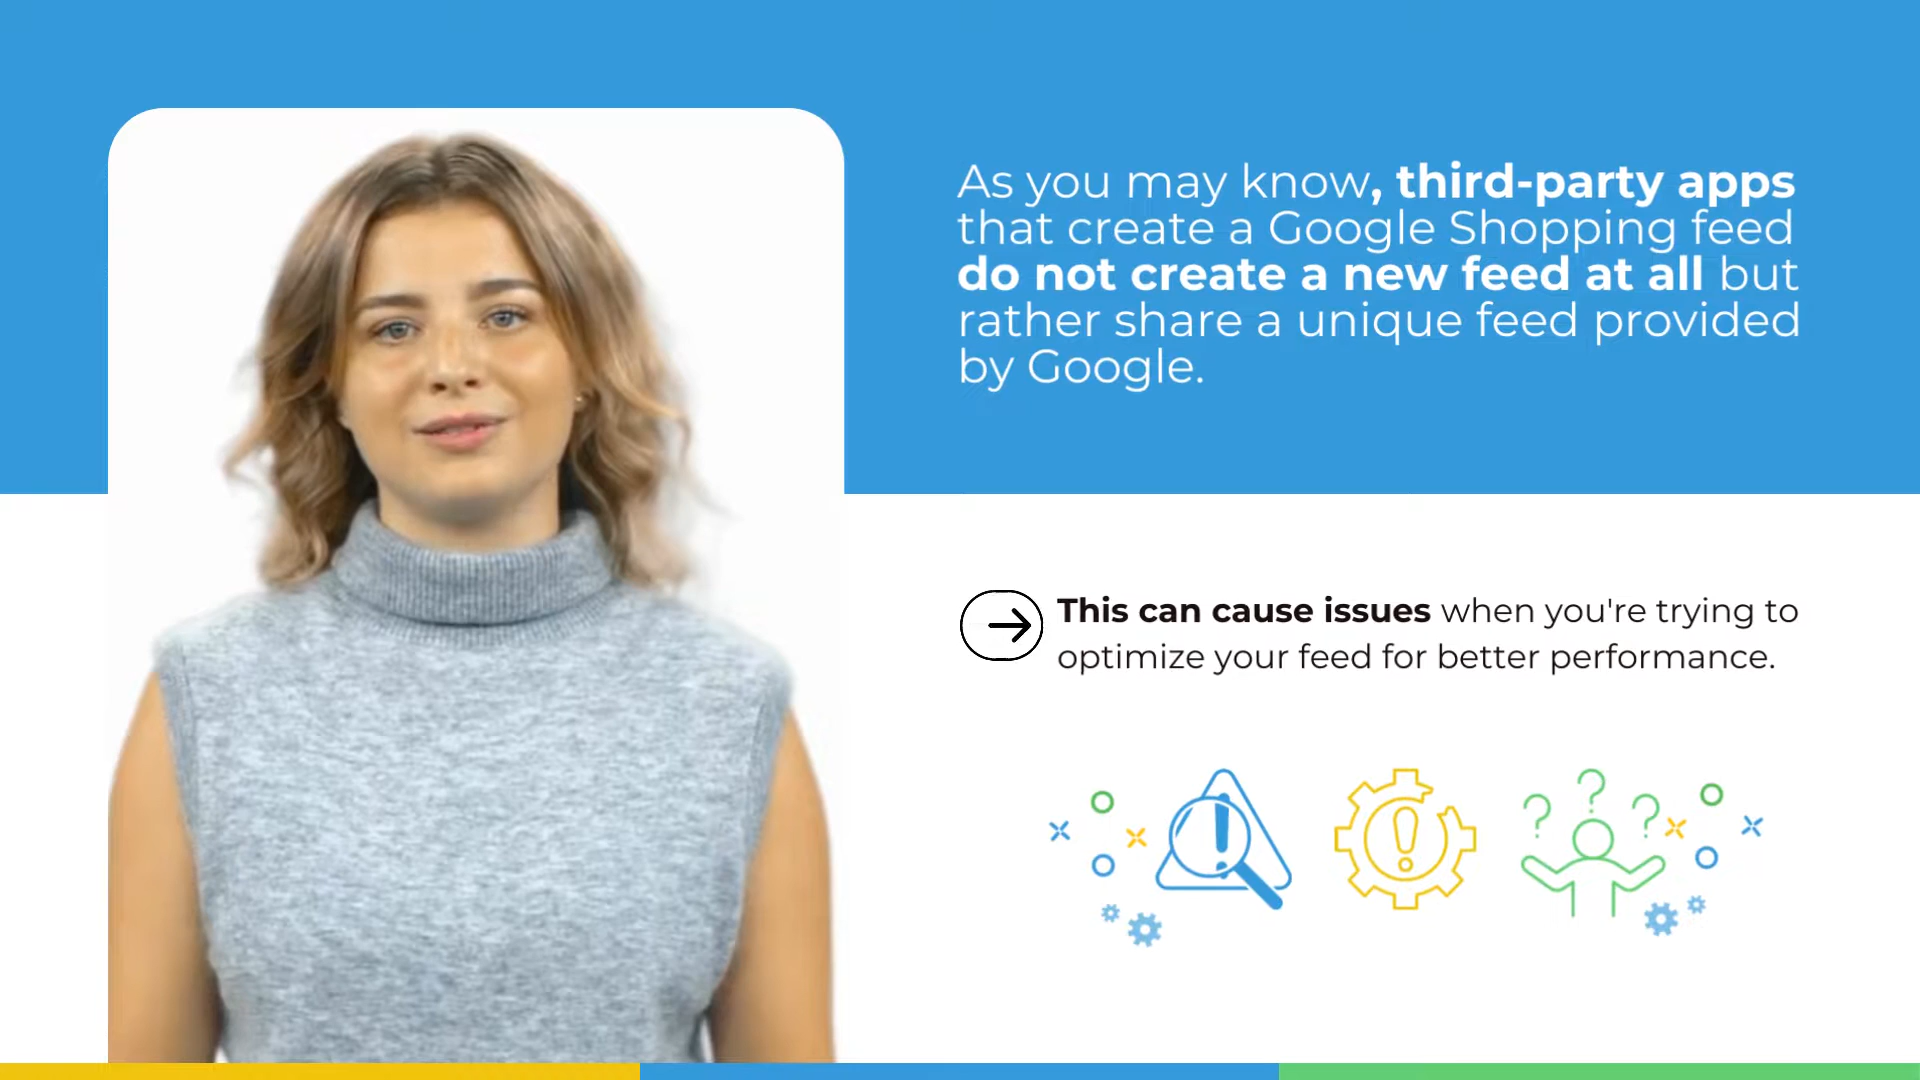 As you may know, third-party apps
that create a Google Shopping feed
do not create a new feed at all but
rather share a unique feed provided
by Google.
This can cause issues when you're trying to
optimize your feed for better performance.